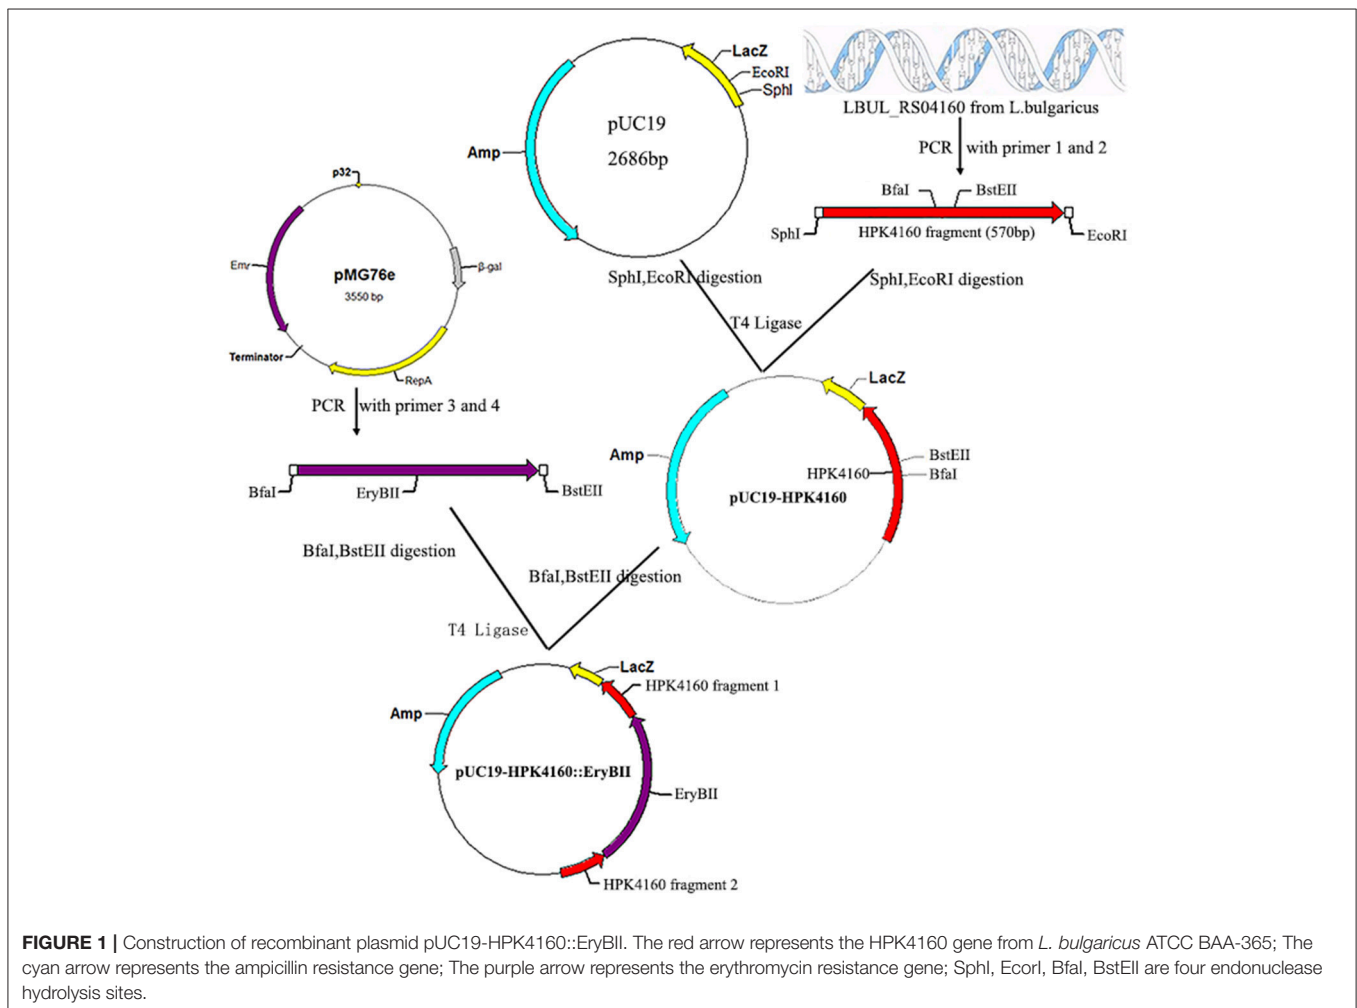 LacZ
EcoRI
SphI
pUC19
2686bp
Amp
LBUL_RS04160 from L.bulgaricus
PCR with primer 1 and 2
BfaI BstEII
SphI HPK4160 fragment (570bp) EcoRI
p32
Emr
pMG76e
3550 bp
β-gal
Terminator
RepA
SphI,EcoRI digestion
SphI,EcoRI digestion
T4 Ligase
PCR with primer 3 and 4
BfaI EryBII BstEII
LacZ
Amp
BstEII
HPK4160 BfaI
pUC19-HPK4160
BfaI,BstEII digestion
BfaI,BstEII digestion
T4 Ligase
LacZ
HPK4160 fragment 1
Amp
pUC19-HPK4160::EryBII
EryBII
HPK4160 fragment 2
FIGURE 1 | Construction of recombinant plasmid pUC19-HPK4160::EryBII. The red arrow represents the HPK4160 gene from L. bulgaricus ATCC BAA-365; The
cyan arrow represents the ampicillin resistance gene; The purple arrow represents the erythromycin resistance gene; SphI, EcorI, BfaI, BstEII are four endonuclease
hydrolysis sites.